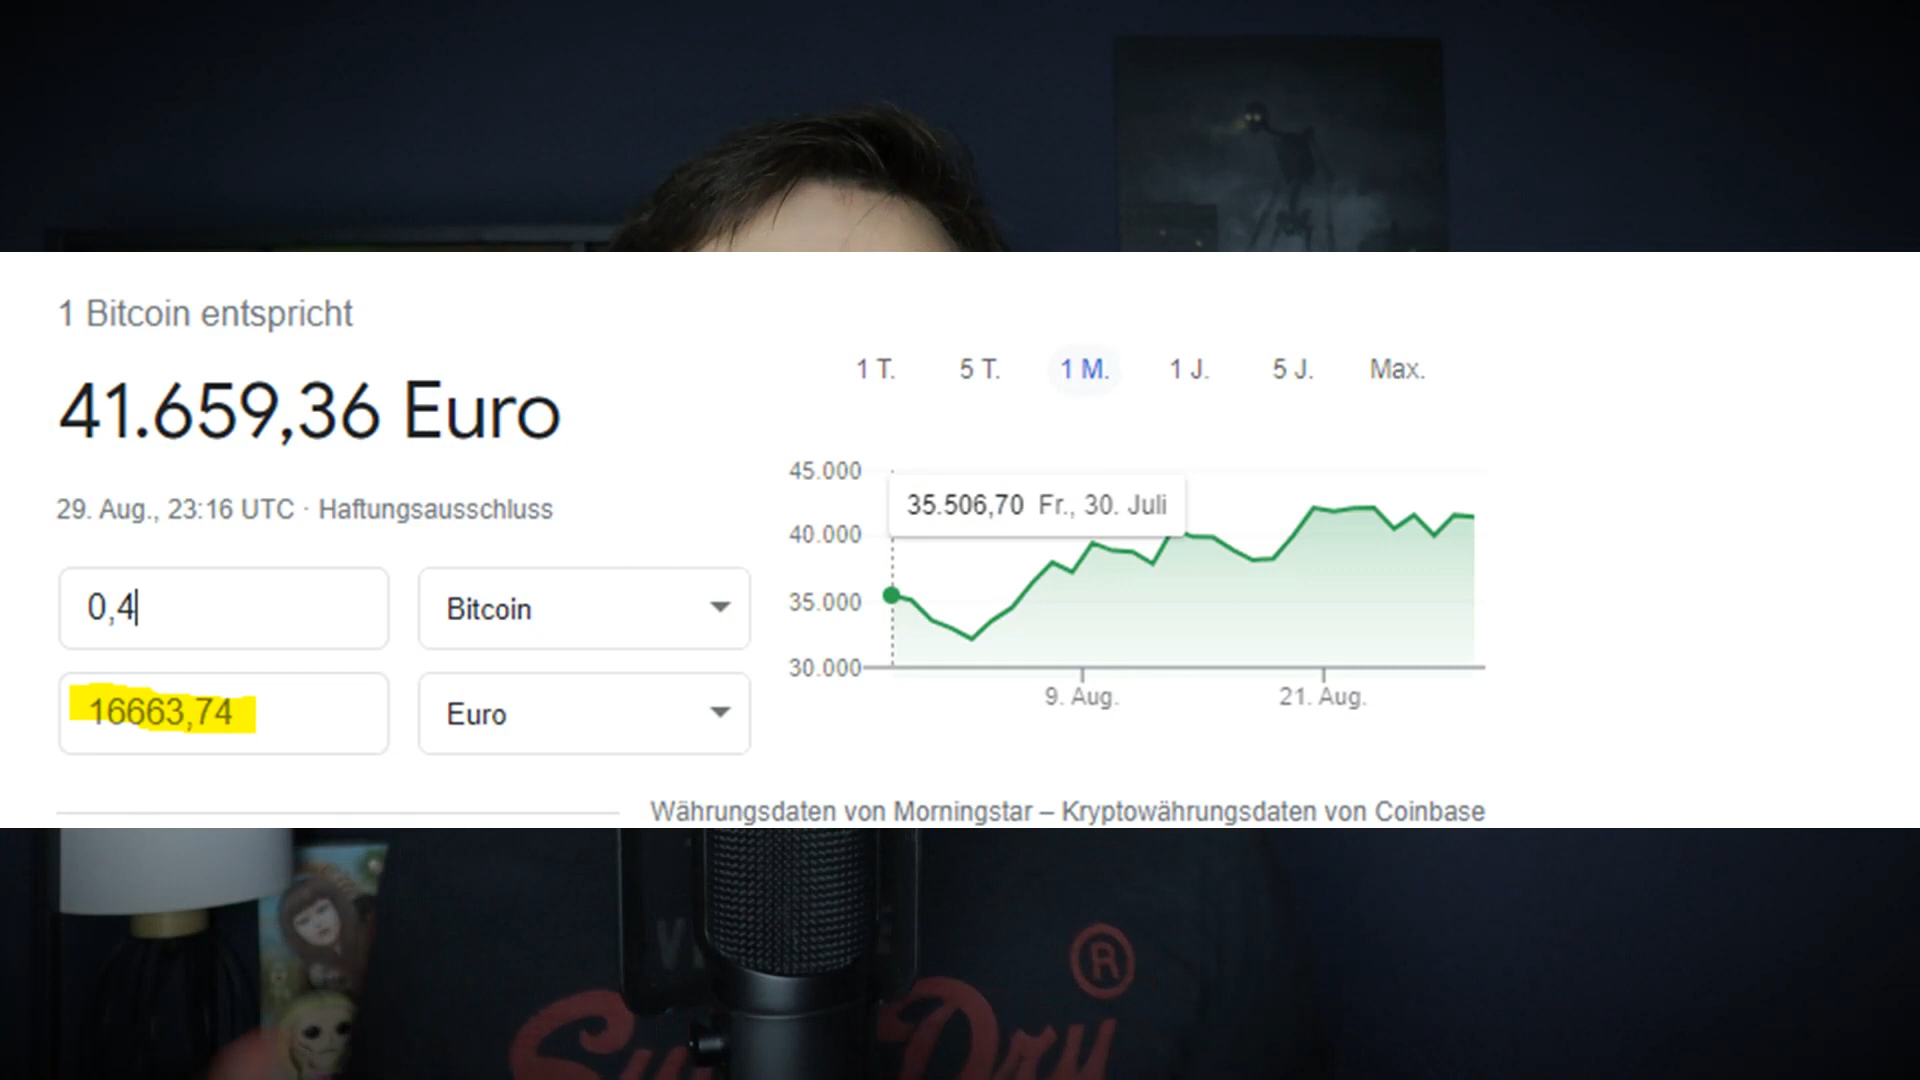 1 Bitcoin entspricht
41.659,36 Euro
29. Aug., 23:16 UTC · Haftungsausschluss
0,4
Bitcoin
16663,74
Euro
1 T. 5 T. 1 M. 1 J. 5 J. Max.
45.000
35.506,70 Fr., 30. Juli
40.000
35.000
30.000
9. Aug. 21. Aug.
Währungsdaten von Morningstar – Kryptowährungsdaten von Coinbase
®